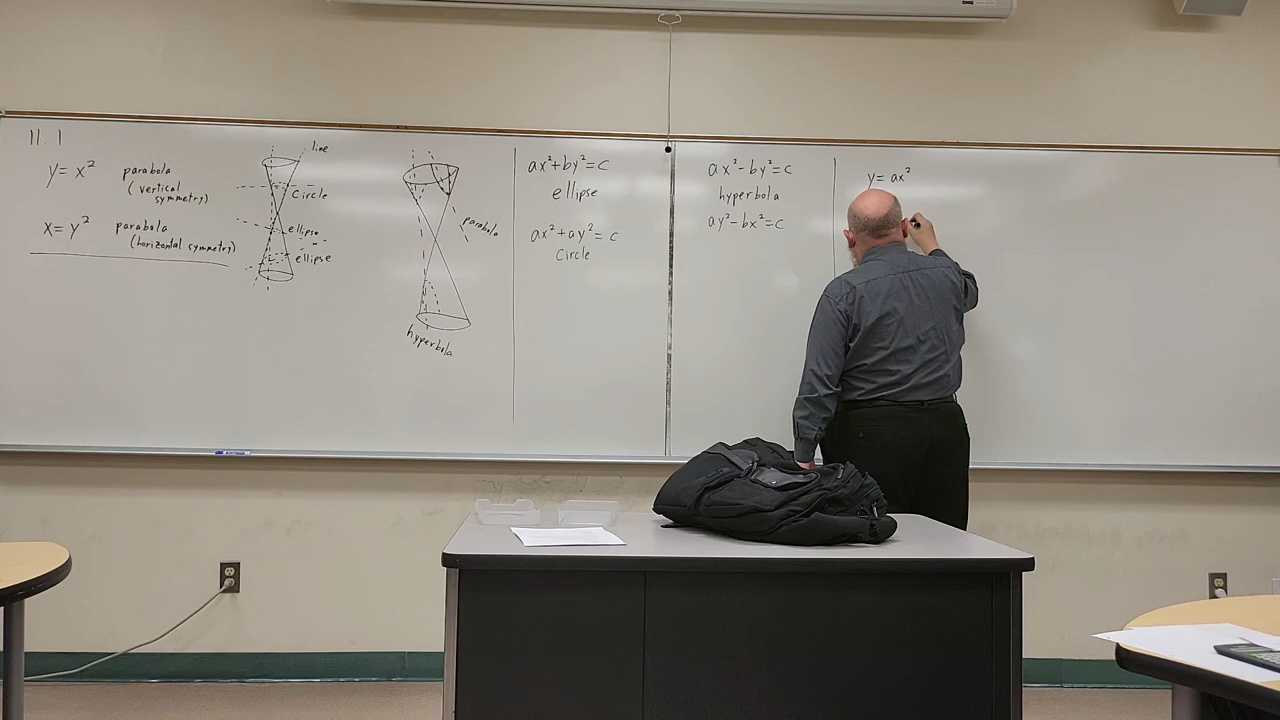 11.1
y = x² parabola
(vertical
symmetry)
x = y² parabola
(horizontal symmetry)
line
Circle
ellipse
ellipse
parabola
hyperbola
ax²+by²=c
ellipse
ax²+ay²=c
Circle
ax²-by²=c
hyperbola
ay²-bx²=c
y= ax²